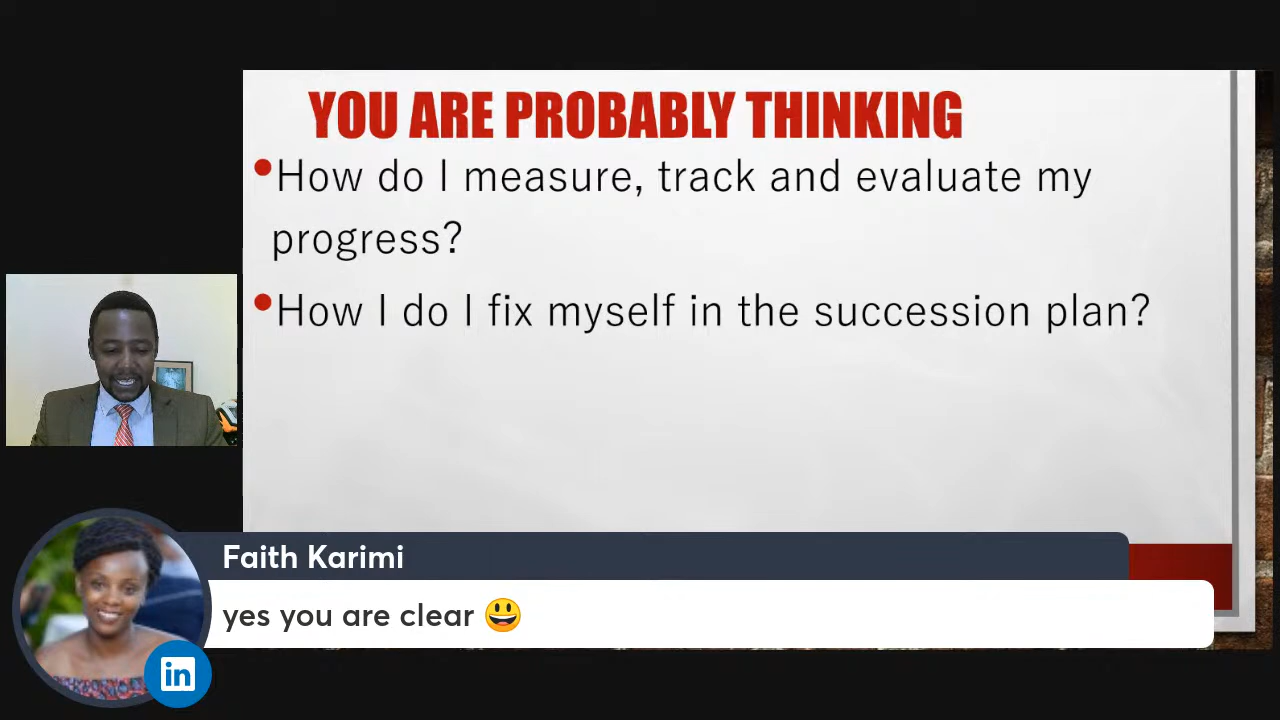 YOU ARE PROBABLY THINKING
•How do I measure, track and evaluate my
progress?
•How I do I fix myself in the succession plan?
Faith Karimi
yes you are clear 😃
in